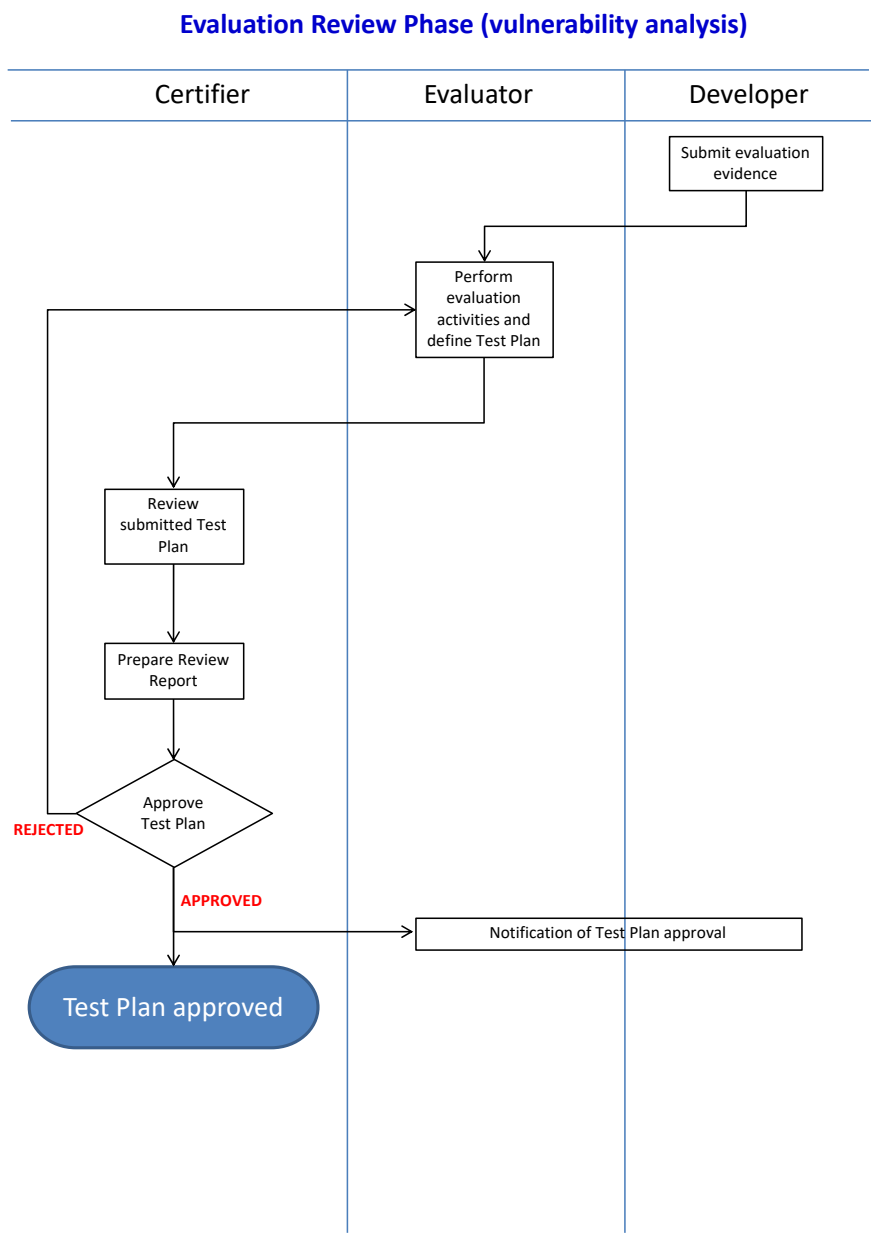 Evaluation Review Phase (vulnerability analysis)
Certifier
Evaluator
Developer
Submit evaluation
evidence
Perform
evaluation
activities and
define Test Plan
Review
submitted Test
Plan
Prepare Review
Report
Approve
Test Plan
REJECTED
APPROVED
Notification of Test Plan approval
Test Plan approved